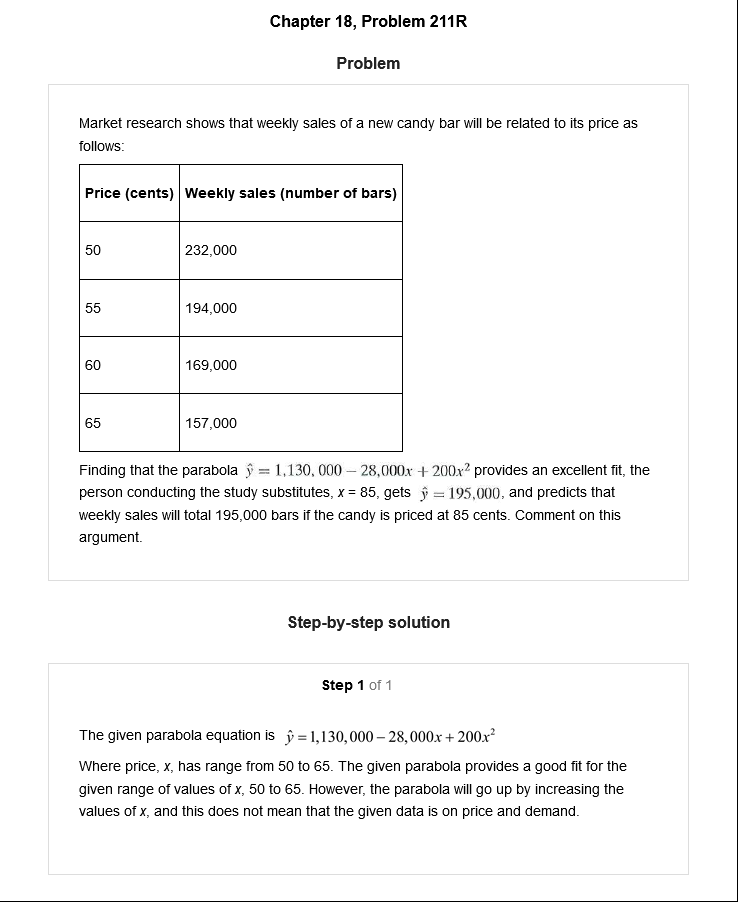 Chapter 18, Problem 211R
Problem
Market research shows that weekly sales of a new candy bar will be related to its price as
follows:
Price (cents) Weekly sales (number of bars)
50 232,000
55 194,000
60 169,000
65 157,000
Finding that the parabola ŷ = 1,130,000 – 28,000x + 200x² provides an excellent fit, the
person conducting the study substitutes, x = 85, gets ŷ = 195,000, and predicts that
weekly sales will total 195,000 bars if the candy is priced at 85 cents. Comment on this
argument.
Step-by-step solution
Step 1 of 1
The given parabola equation is ŷ = 1,130,000 – 28,000x + 200x²
Where price, x, has range from 50 to 65. The given parabola provides a good fit for the
given range of values of x, 50 to 65. However, the parabola will go up by increasing the
values of x, and this does not mean that the given data is on price and demand.